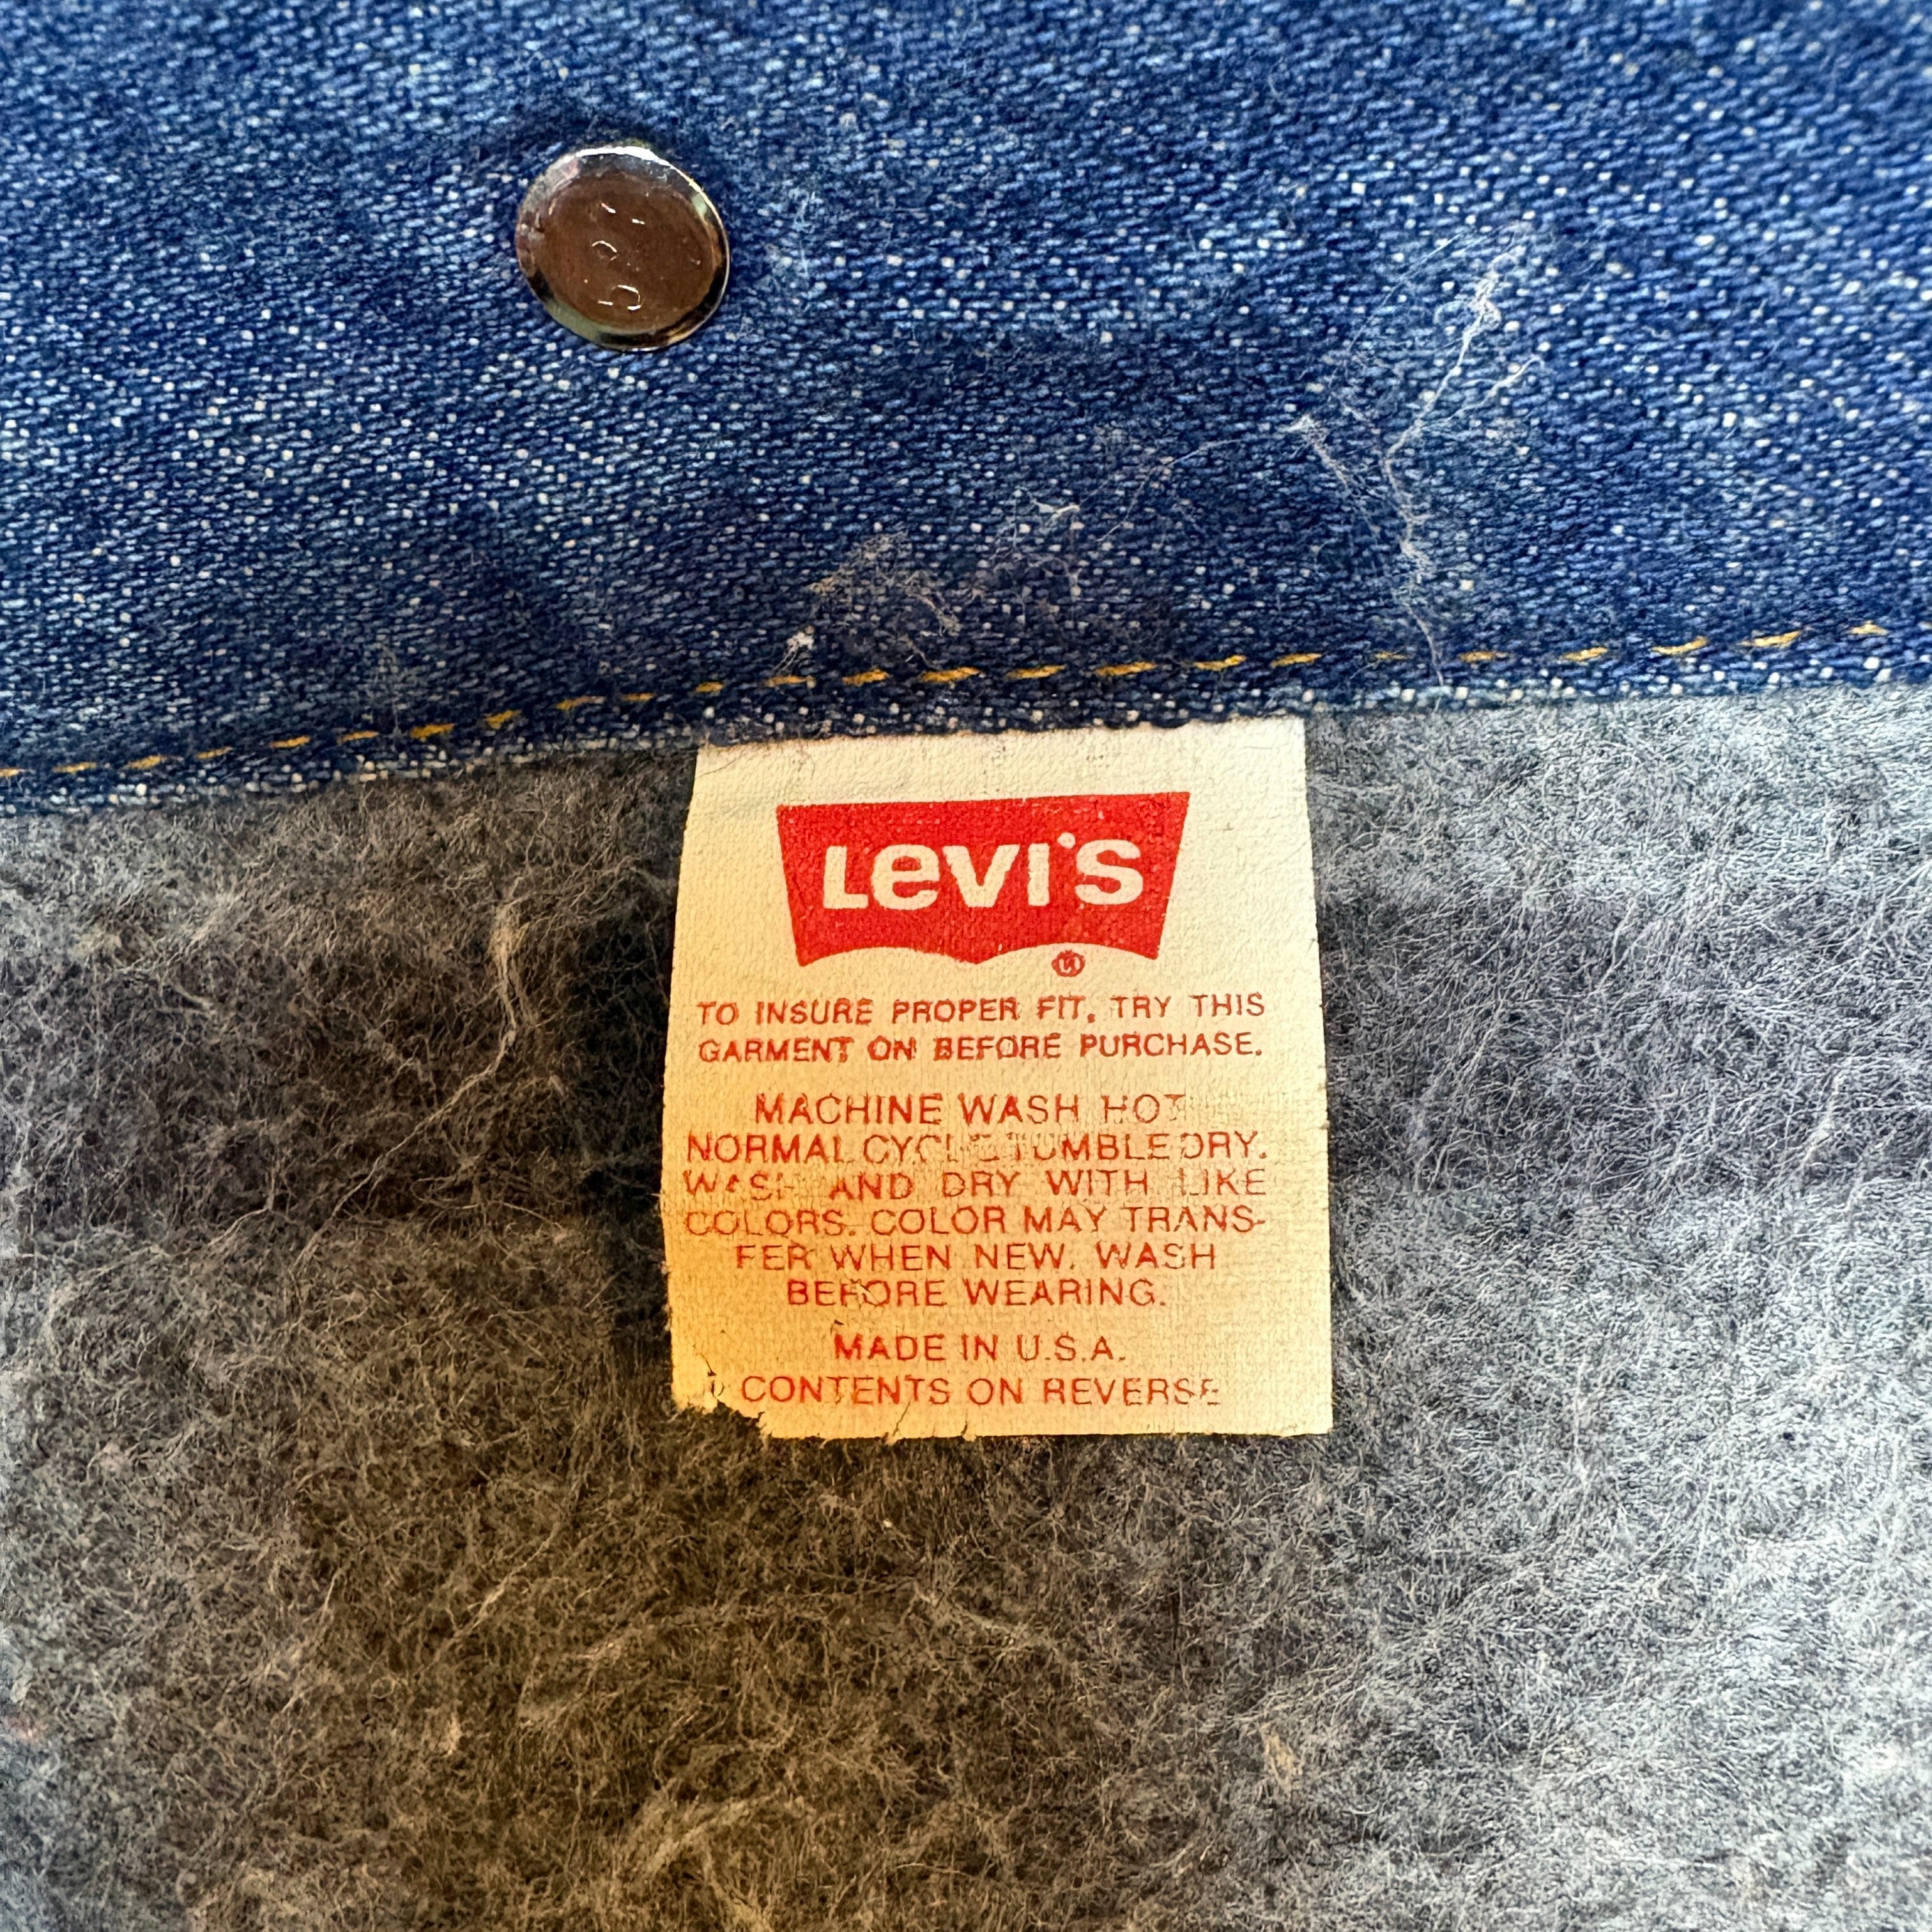 Levi's
TO INSURE PROPER FIT, TRY THIS
GARMENT ON BEFORE PURCHASE.
MACHINE WASH HOT
NORMAL CYCLE TUMBLE DRY.
WASH AND DRY WITH LIKE
COLORS. COLOR MAY TRANS-
FER WHEN NEW. WASH
BEFORE WEARING.
MADE IN U.S.A.
CONTENTS ON REVERSE